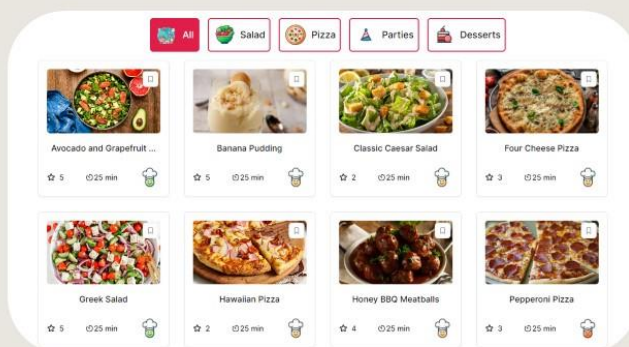 All Salad Pizza Parties Desserts
Avocado and Grapefruit ... Banana Pudding Classic Caesar Salad Four Cheese Pizza
5 25 min 5 25 min 2 25 min 3 25 min
Greek Salad Hawaiian Pizza Honey BBQ Meatballs Pepperoni Pizza
5 25 min 2 25 min 4 25 min 3 25 min